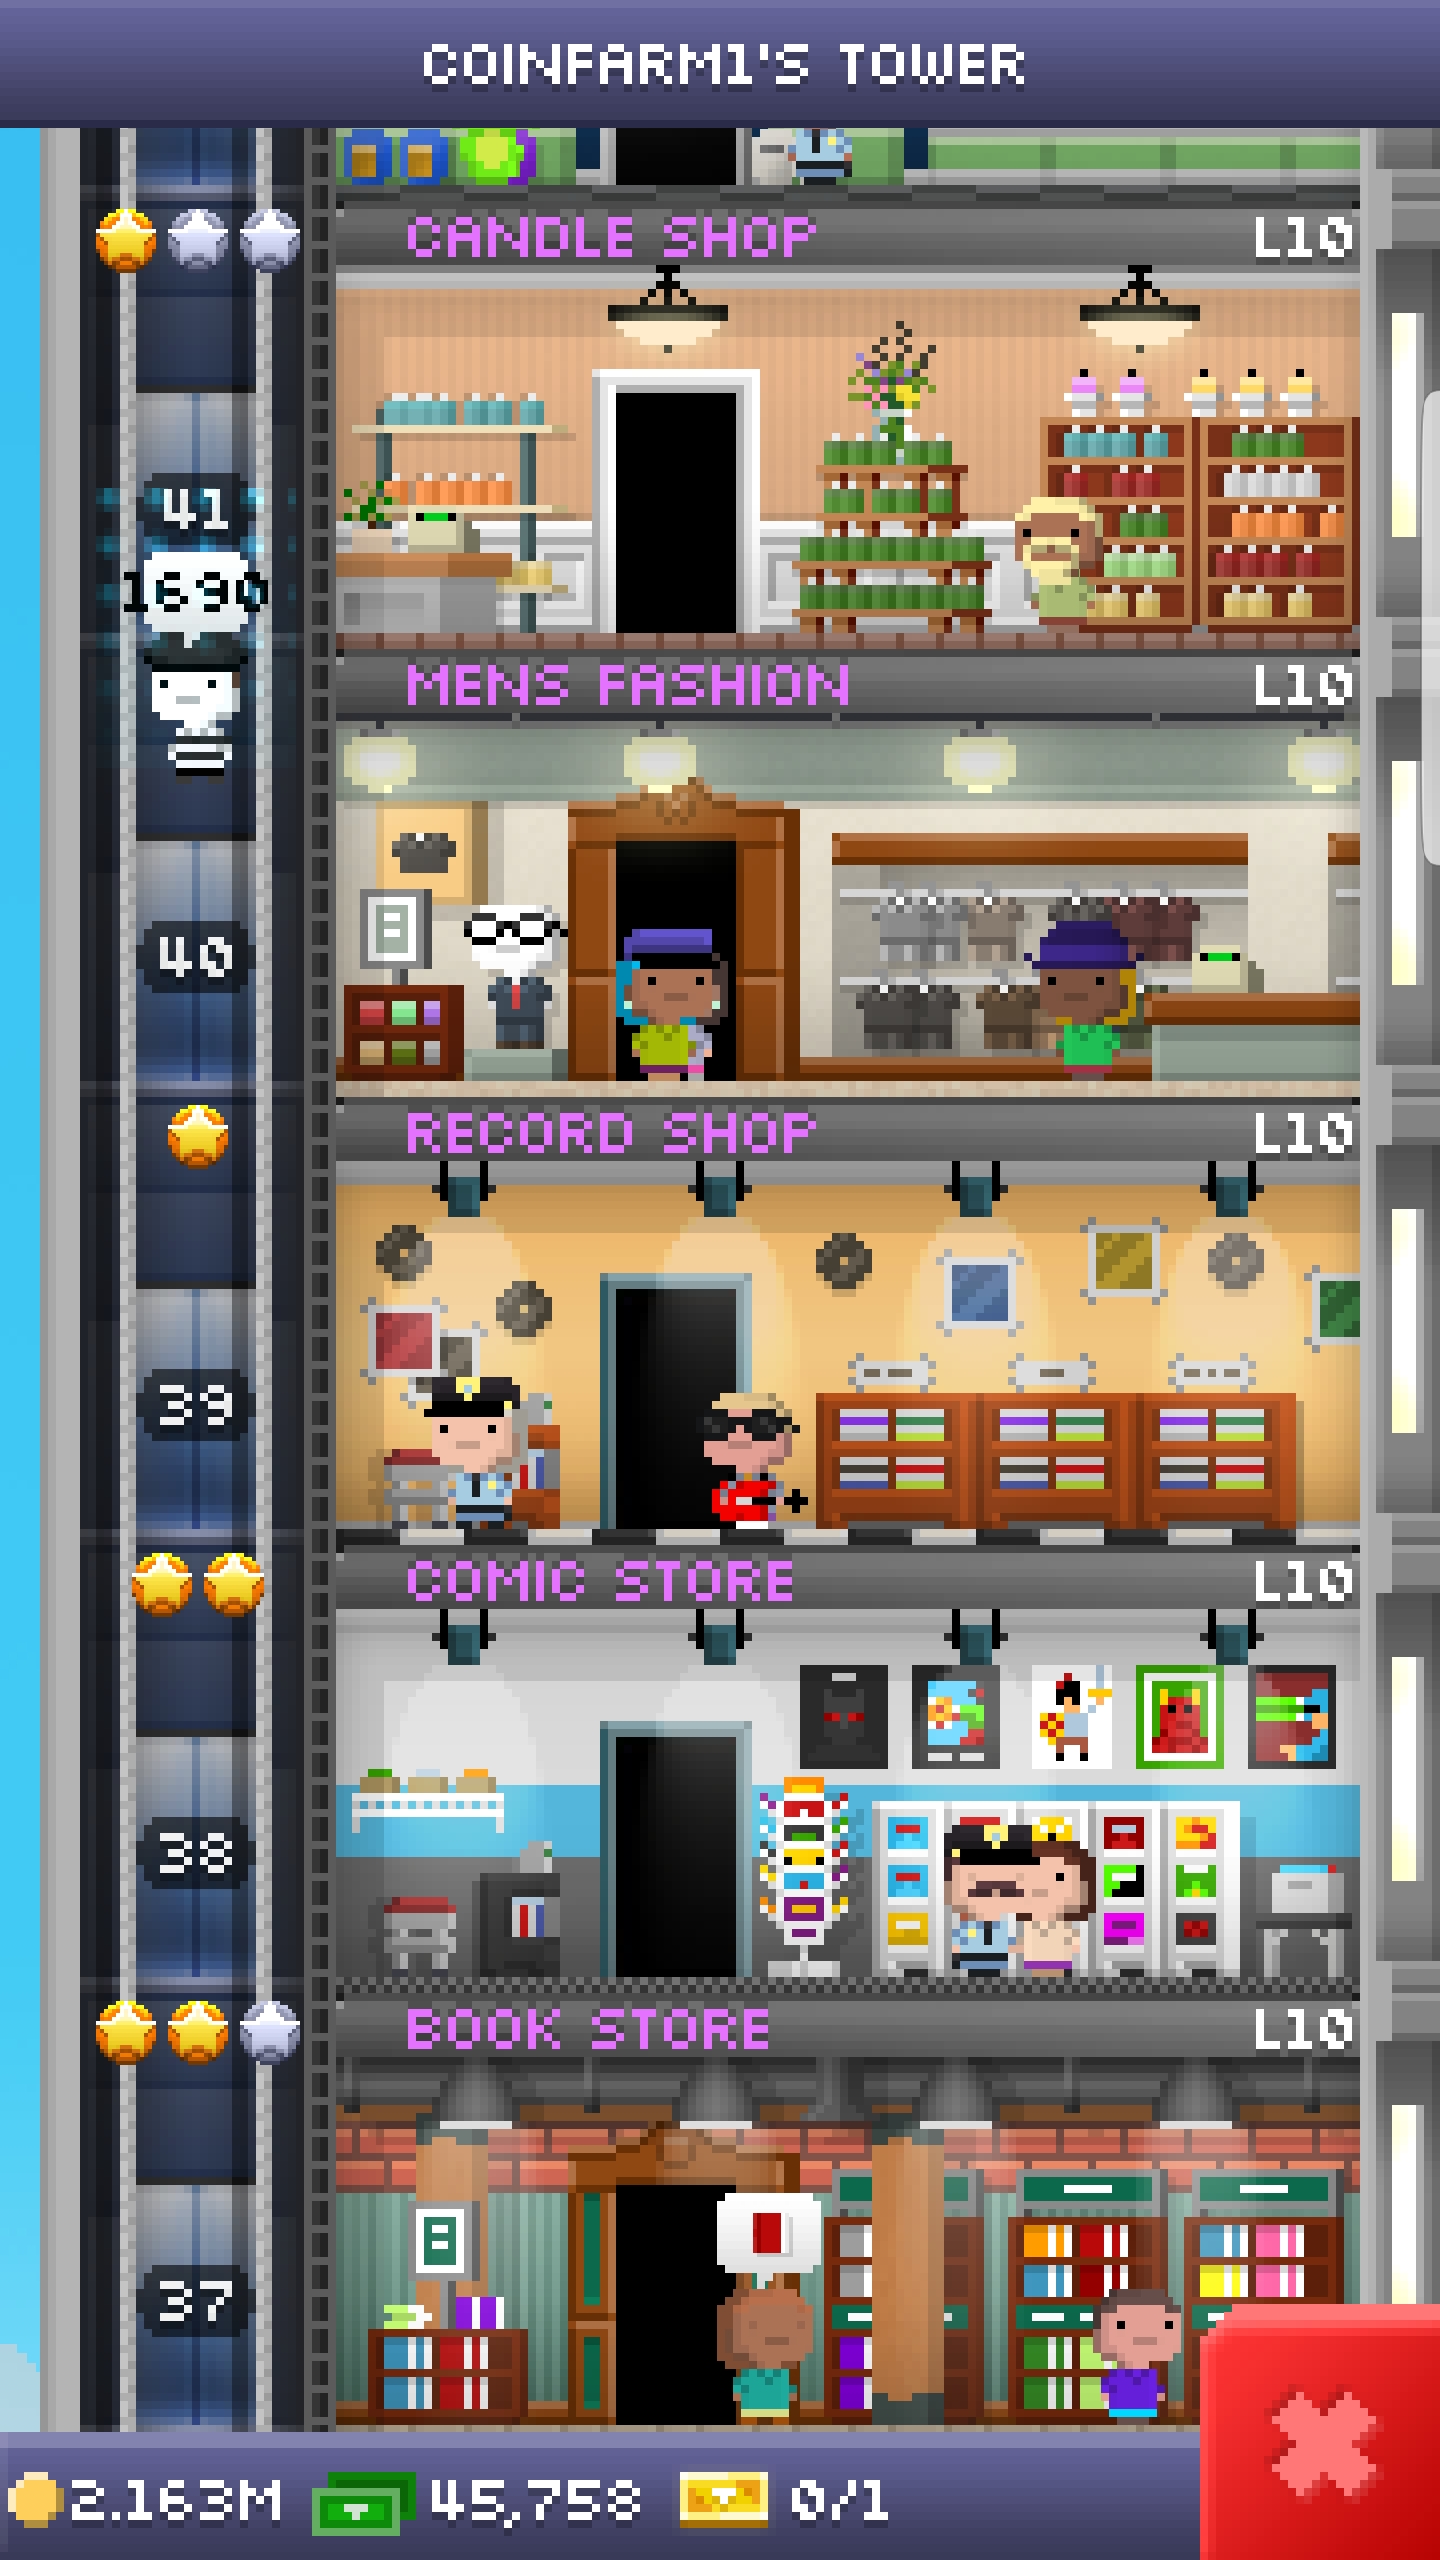 COINFARM1'S TOWER
CANDLE SHOP L10
41
1690
MENS FASHION L10
40
RECORD SHOP L10
39
COMIC STORE L10
38
BOOK STORE L10
37
2.163M 45,758 0/1